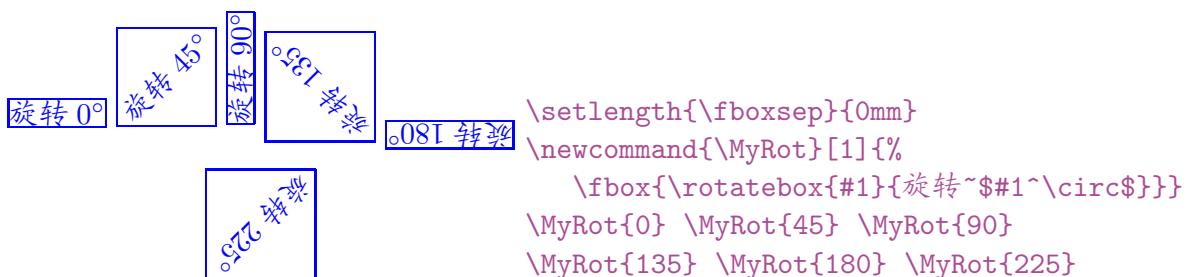 旋转 0° 旋转 45° 旋转 90° 旋转 135° 旋转 180°
旋转 225°
\setlength{\fboxsep}{0mm}
\newcommand{\MyRot}[1]{%
\fbox{\rotatebox{#1}{旋转~$#1^\circ$}}}
\MyRot{0} \MyRot{45} \MyRot{90}
\MyRot{135} \MyRot{180} \MyRot{225}